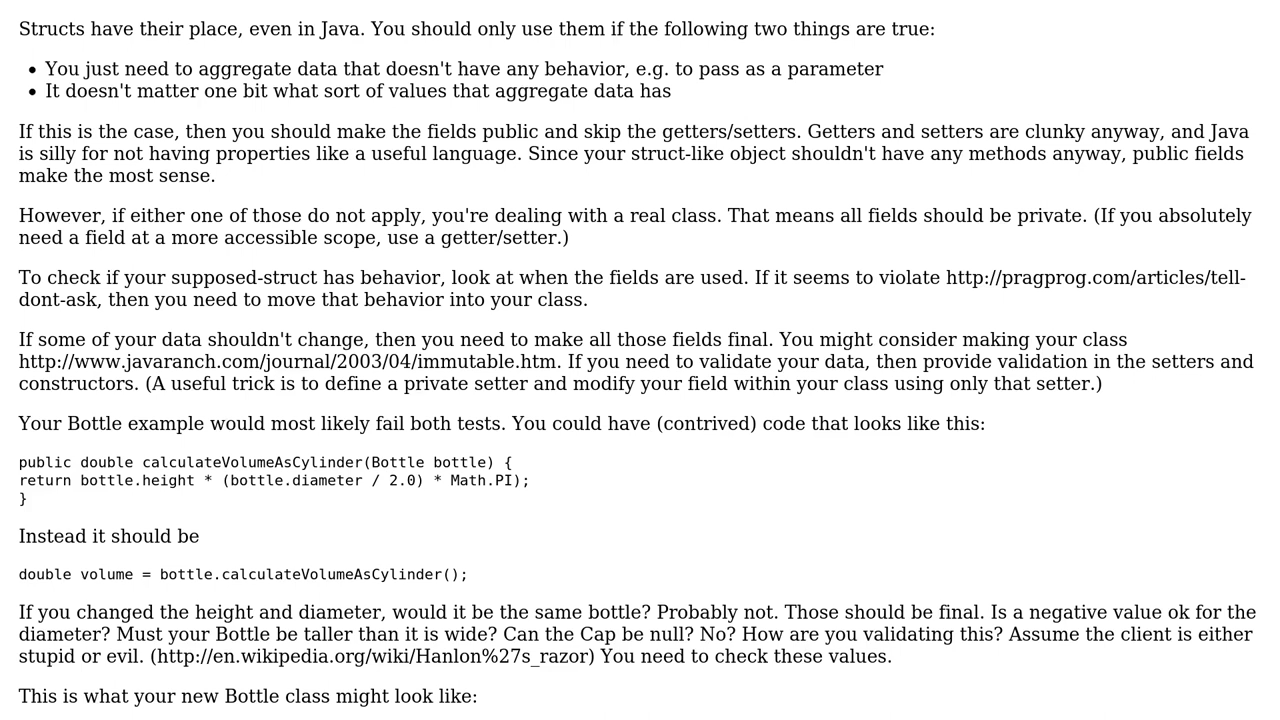 Structs have their place, even in Java. You should only use them if the following two things are true:
• You just need to aggregate data that doesn't have any behavior, e.g. to pass as a parameter
• It doesn't matter one bit what sort of values that aggregate data has
If this is the case, then you should make the fields public and skip the getters/setters. Getters and setters are clunky anyway, and Java
is silly for not having properties like a useful language. Since your struct-like object shouldn't have any methods anyway, public fields
make the most sense.
However, if either one of those do not apply, you're dealing with a real class. That means all fields should be private. (If you absolutely
need a field at a more accessible scope, use a getter/setter.)
To check if your supposed-struct has behavior, look at when the fields are used. If it seems to violate http://pragprog.com/articles/tell-
dont-ask, then you need to move that behavior into your class.
If some of your data shouldn't change, then you need to make all those fields final. You might consider making your class
http://www.javaranch.com/journal/2003/04/immutable.htm. If you need to validate your data, then provide validation in the setters and
constructors. (A useful trick is to define a private setter and modify your field within your class using only that setter.)
Your Bottle example would most likely fail both tests. You could have (contrived) code that looks like this:
public double calculateVolumeAsCylinder(Bottle bottle) {
return bottle.height * (bottle.diameter / 2.0) * Math.PI);
}
Instead it should be
double volume = bottle.calculateVolumeAsCylinder();
If you changed the height and diameter, would it be the same bottle? Probably not. Those should be final. Is a negative value ok for the
diameter? Must your Bottle be taller than it is wide? Can the Cap be null? No? How are you validating this? Assume the client is either
stupid or evil. (http://en.wikipedia.org/wiki/Hanlon%27s_razor) You need to check these values.
This is what your new Bottle class might look like: